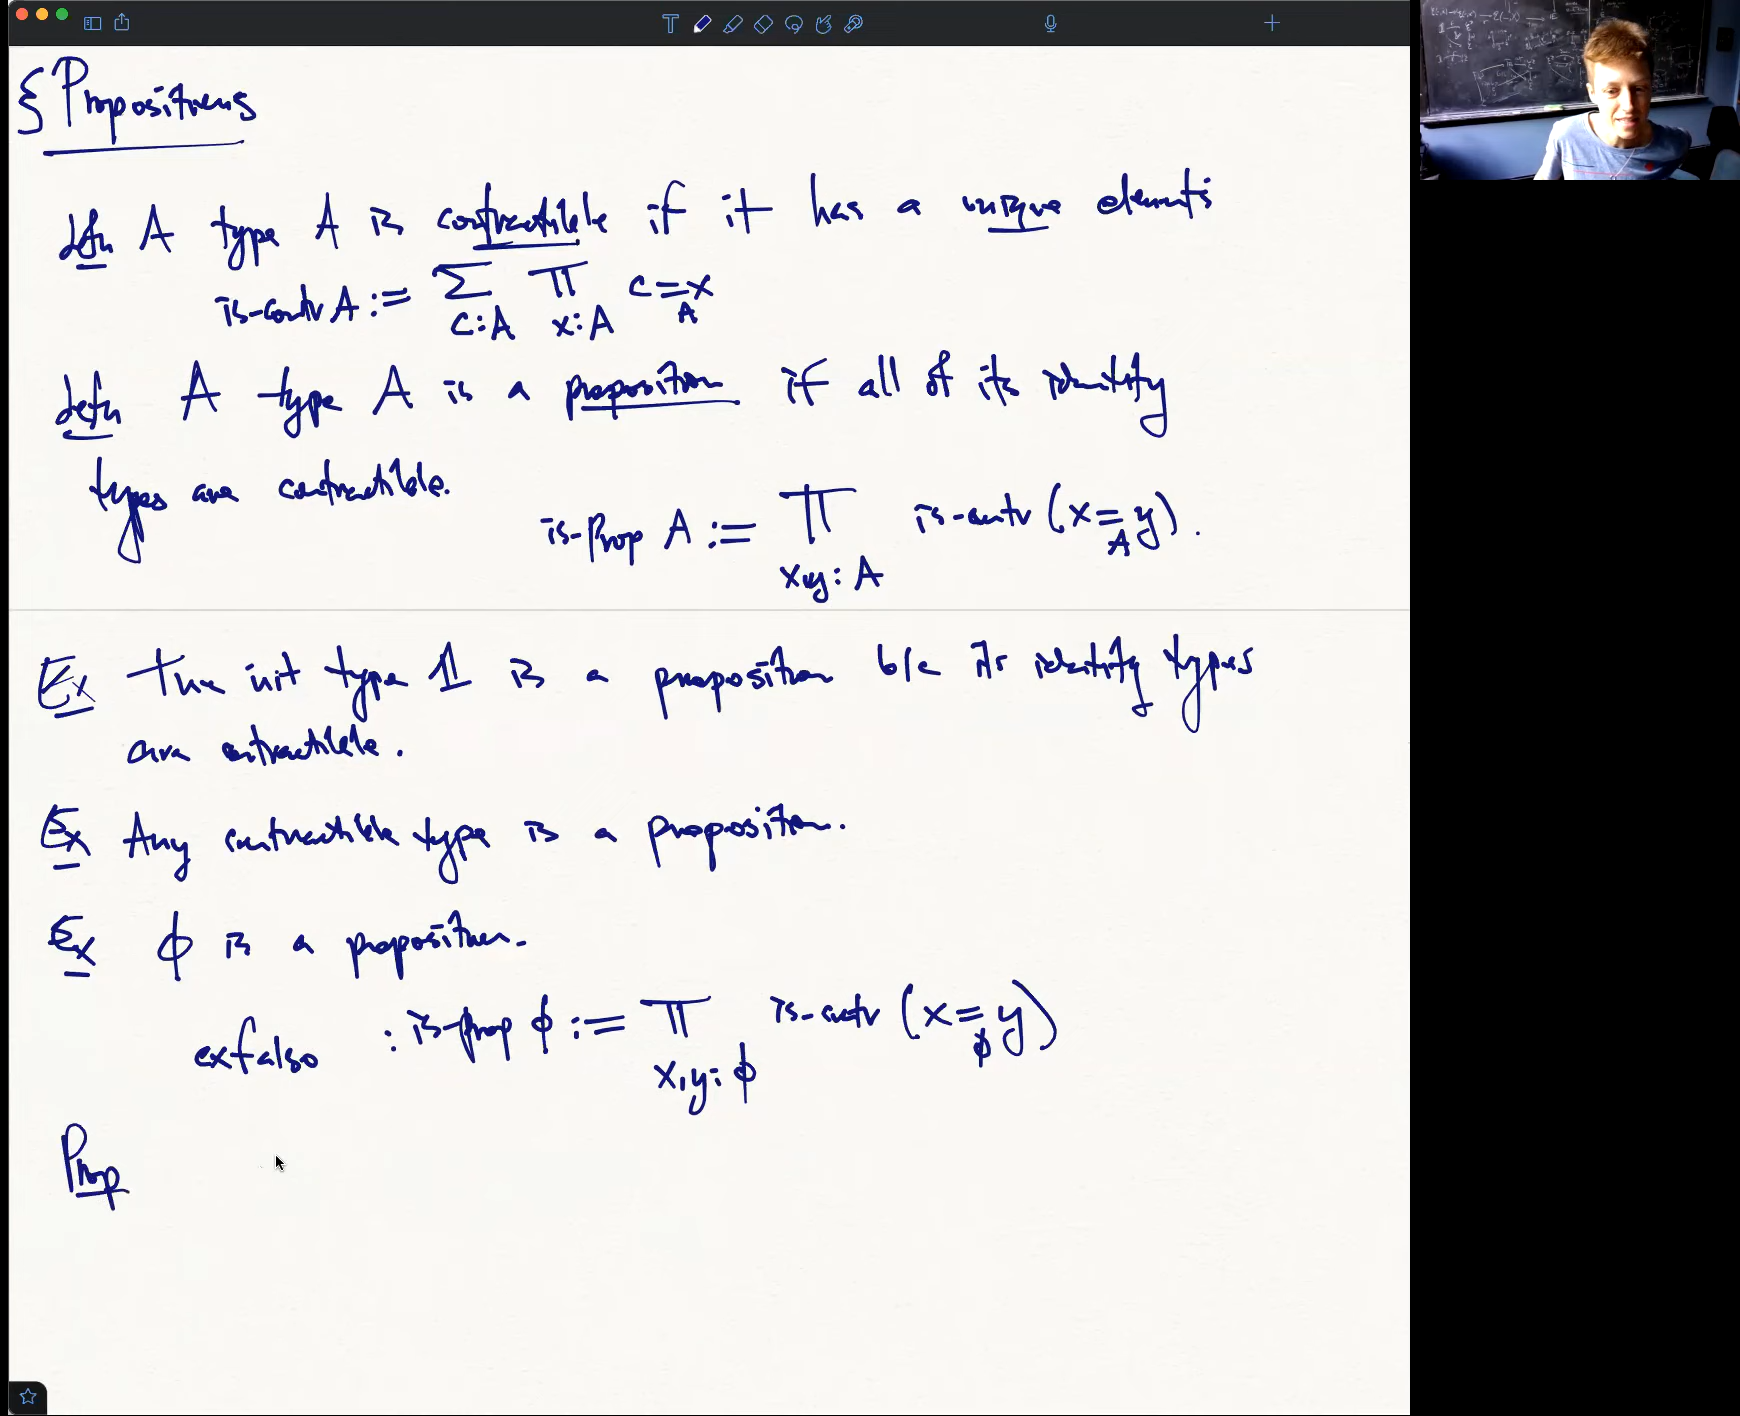 § Propositions
defn A type A is contractible if it has a unique elements
is-contr A := Σ Π c = x
c:A x:A A
defn A type A is a proposition if all of its identity
types are contractible.
is-prop A := Π is-contr (x = y).
x,y : A A
Ex The unit type 𝟙 is a proposition b/c its identity types
are contractible.
Ex Any contractible type is a proposition.
Ex ϕ is a proposition.
exfalso : is-prop ϕ := Π is-contr (x = y)
x,y : ϕ ϕ
Prop